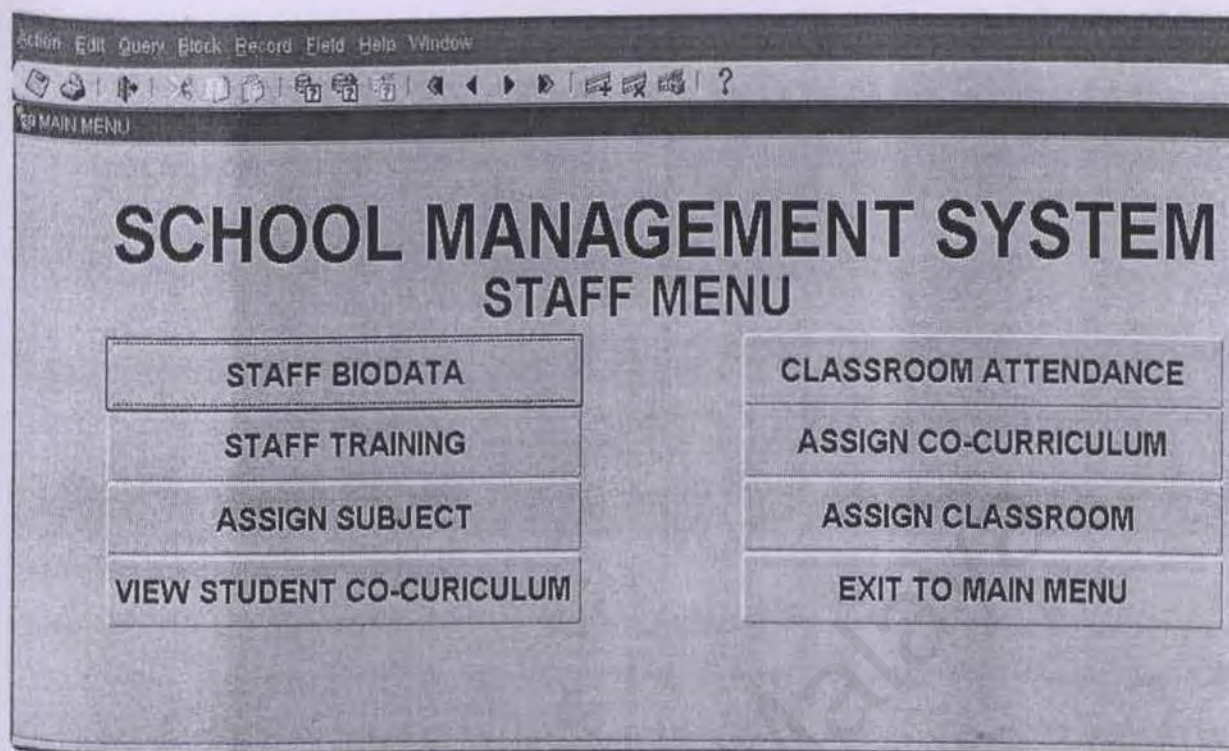 Action Edit Query Block Record Field Help Window
?
MAIN MENU
SCHOOL MANAGEMENT SYSTEM
STAFF MENU
STAFF BIODATA
CLASSROOM ATTENDANCE
STAFF TRAINING
ASSIGN CO-CURRICULUM
ASSIGN SUBJECT
ASSIGN CLASSROOM
VIEW STUDENT CO-CURICULUM
EXIT TO MAIN MENU